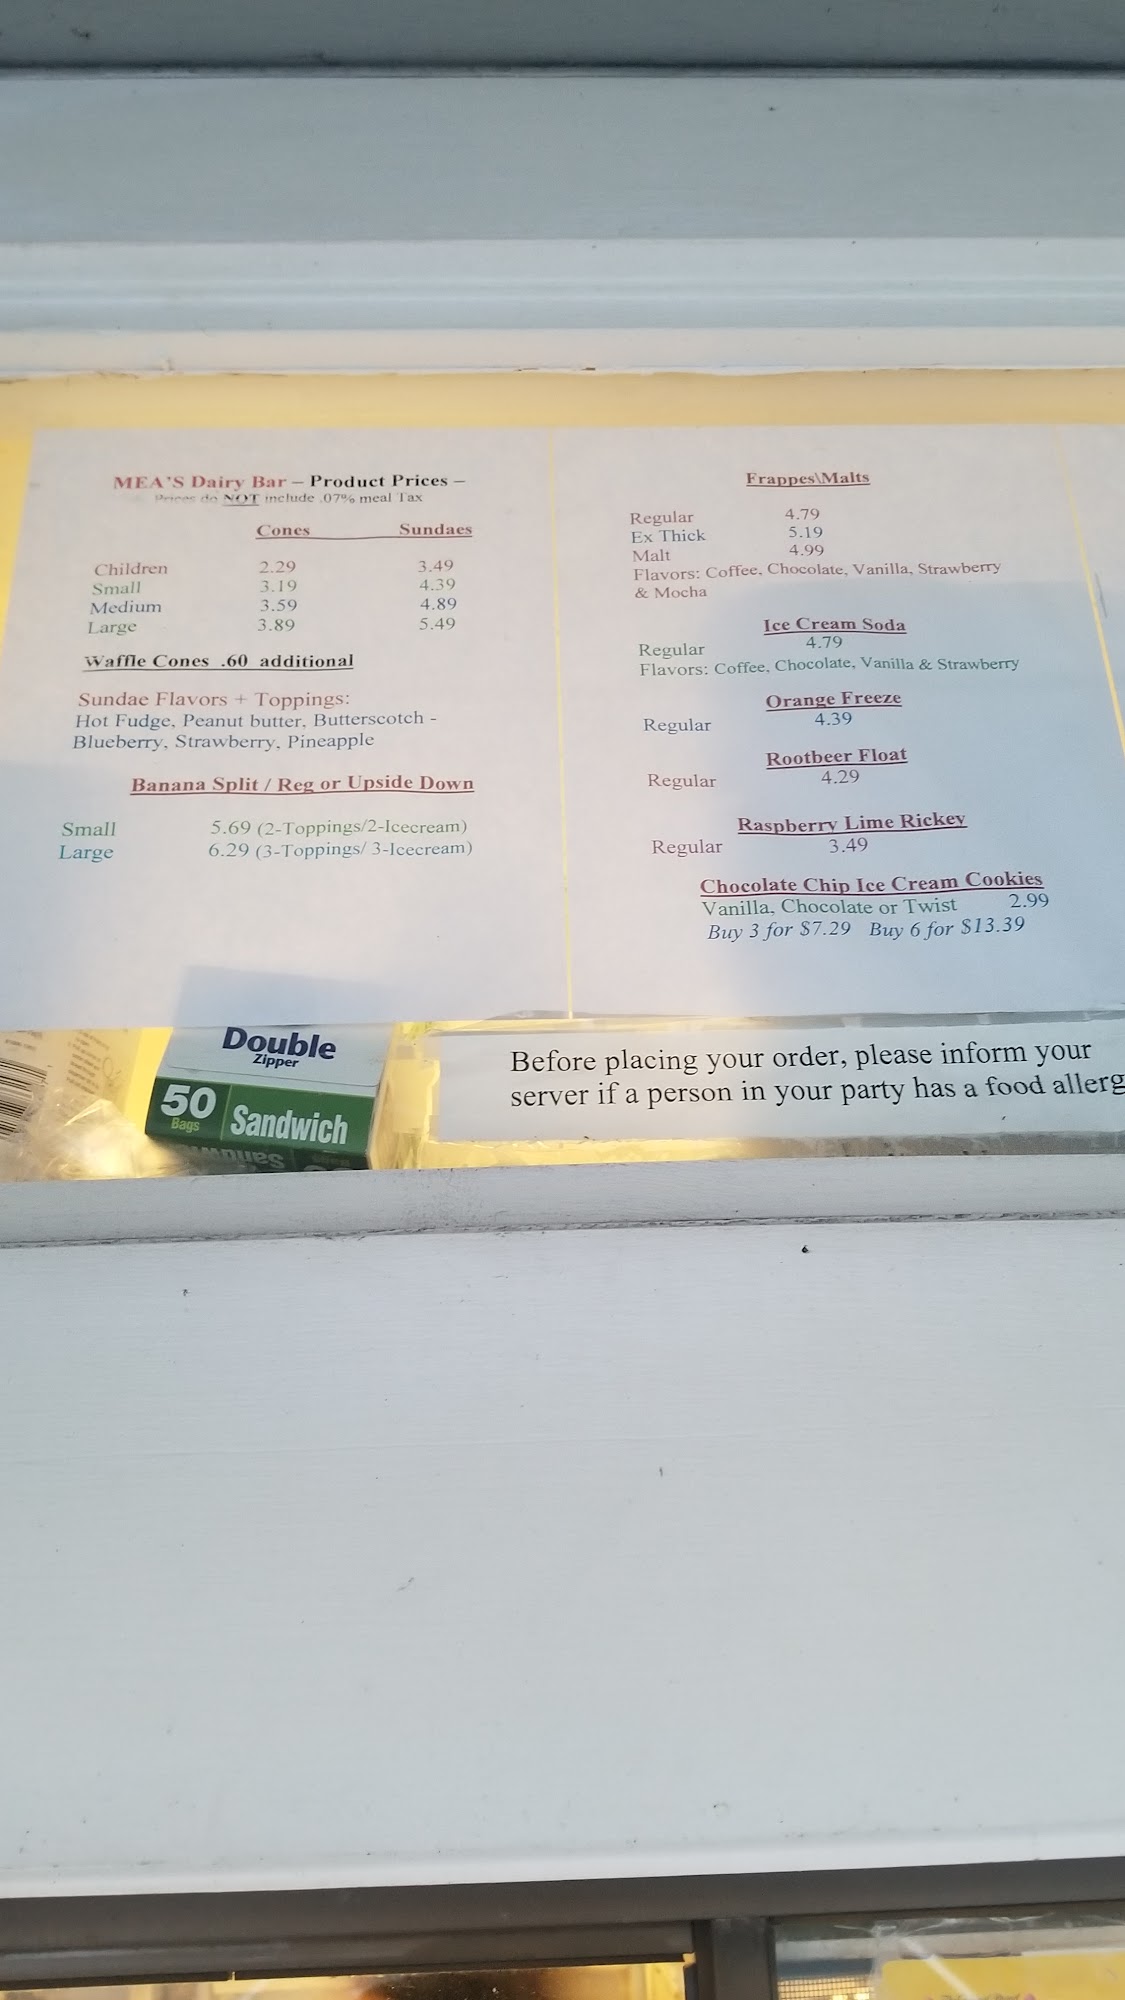 MEA'S Dairy Bar – Product Prices –
Prices do NOT include .07% meal Tax
Cones Sundaes
Children 2.29 3.49
Small 3.19 4.39
Medium 3.59 4.89
Large 3.89 5.49
Waffle Cones .60 additional
Sundae Flavors + Toppings:
Hot Fudge, Peanut butter, Butterscotch -
Blueberry, Strawberry, Pineapple
Banana Split / Reg or Upside Down
Small 5.69 (2-Toppings/2-Icecream)
Large 6.29 (3-Toppings/ 3-Icecream)
Frappes\Malts
Regular 4.79
Ex Thick 5.19
Malt 4.99
Flavors: Coffee, Chocolate, Vanilla, Strawberry
& Mocha
Ice Cream Soda
Regular 4.79
Flavors: Coffee, Chocolate, Vanilla & Strawberry
Orange Freeze
Regular 4.39
Rootbeer Float
Regular 4.29
Raspberry Lime Rickey
Regular 3.49
Chocolate Chip Ice Cream Cookies
Vanilla, Chocolate or Twist 2.99
Buy 3 for $7.29 Buy 6 for $13.39
Double
Zipper
50
Bags
Sandwich
Before placing your order, please inform your
server if a person in your party has a food allerg